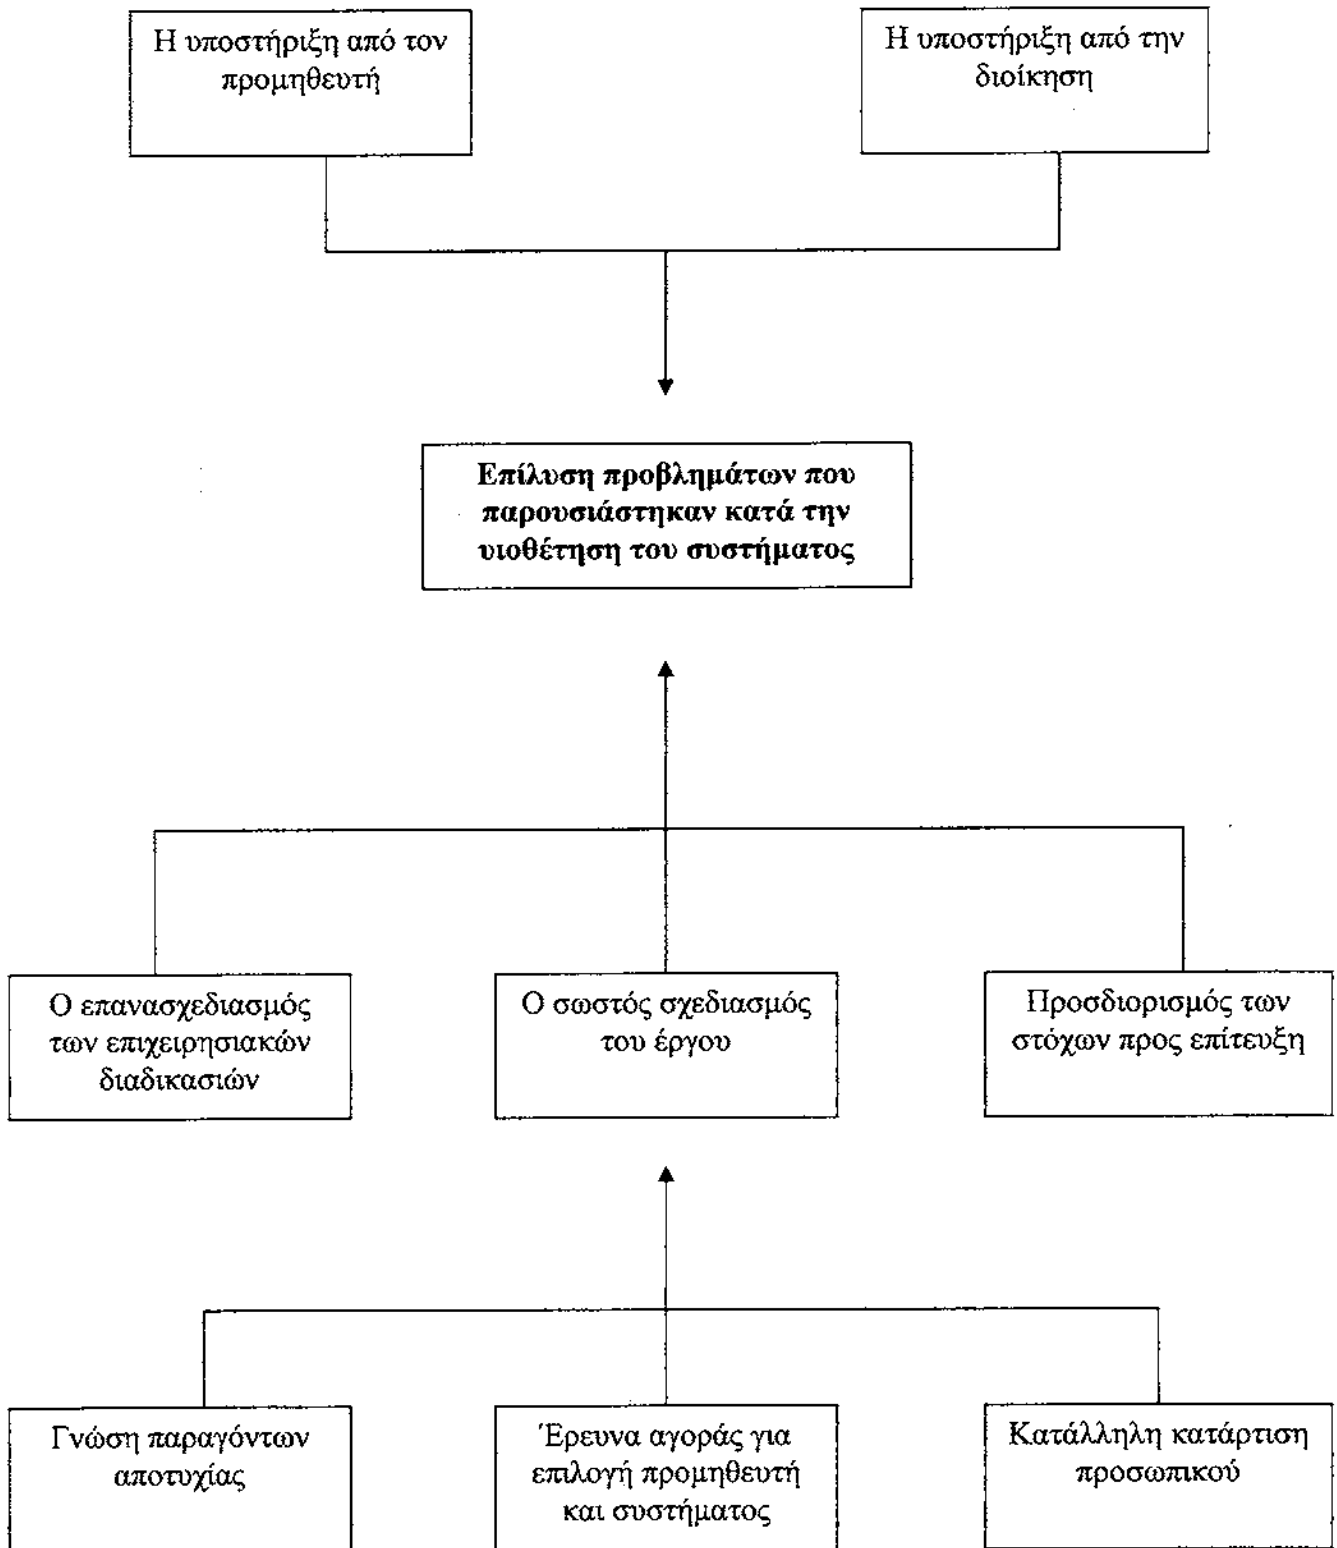 Η υποστήριξη από τον
προμηθευτή
Η υποστήριξη από την
διοίκηση
Επίλυση προβλημάτων που
παρουσιάστηκαν κατά την
υιοθέτηση του συστήματος
Ο επανασχεδιασμός
των επιχειρησιακών
διαδικασιών
Ο σωστός σχεδιασμός
του έργου
Προσδιορισμός των
στόχων προς επίτευξη
Γνώση παραγόντων
αποτυχίας
Έρευνα αγοράς για
επιλογή προμηθευτή
και συστήματος
Κατάλληλη κατάρτιση
προσωπικού